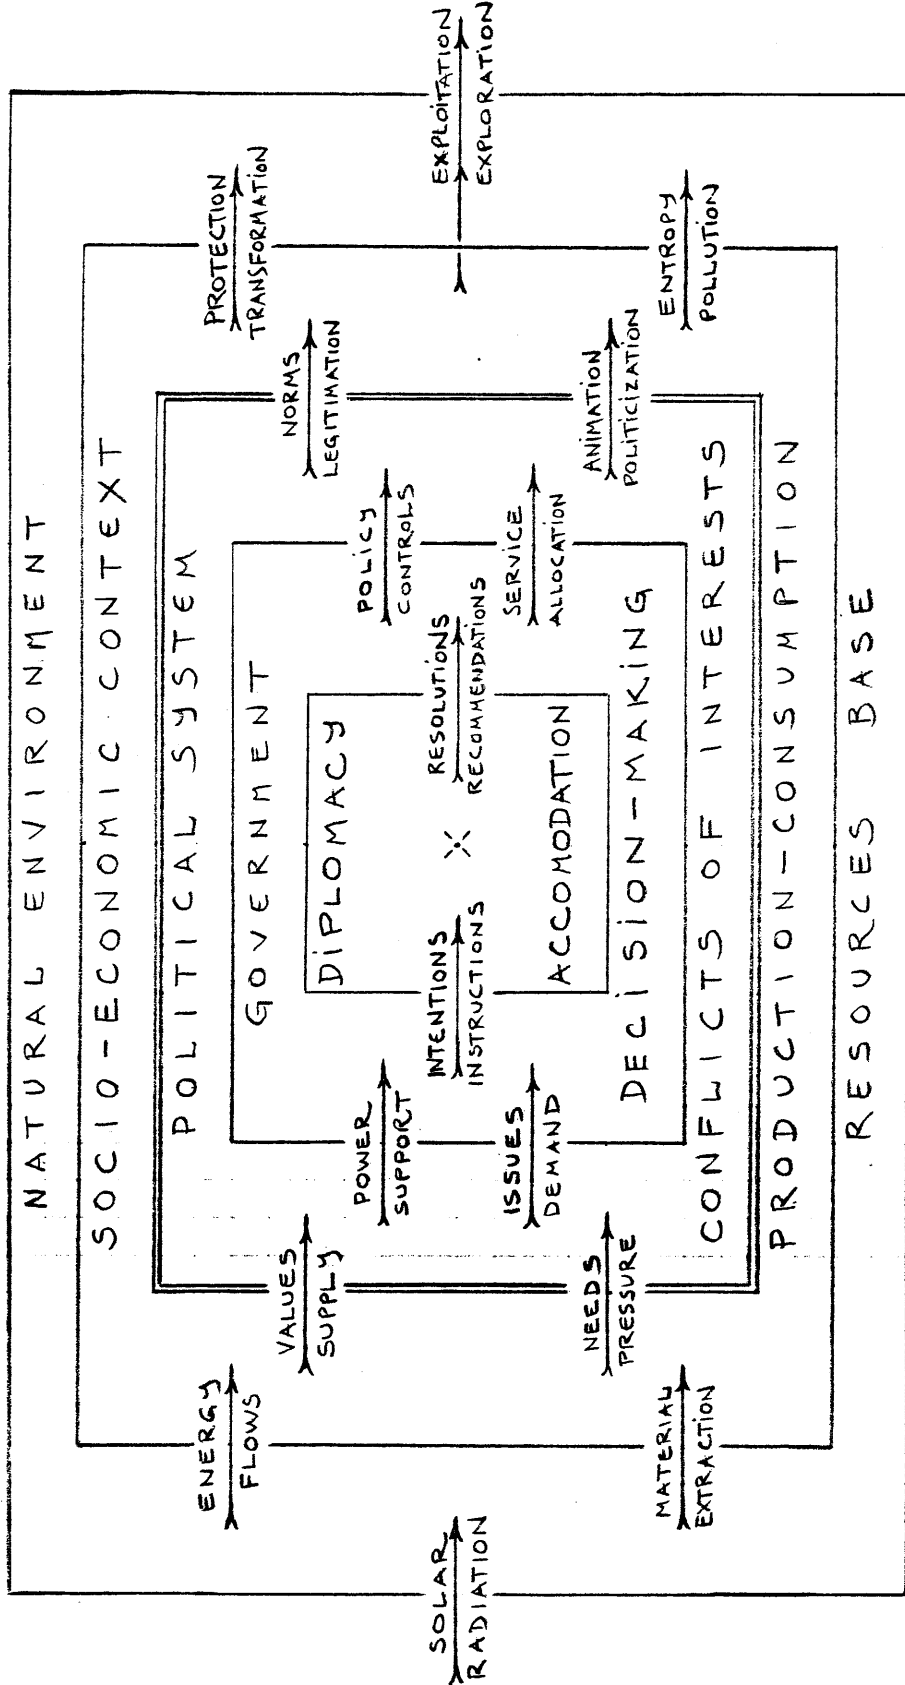 NATURAL ENVIRONMENT
SOCIO-ECONOMIC CONTEXT
POLITICAL SYSTEM
GOVERNMENT
DIPLOMACY
SOLAR
RADIATION
ENERGY
FLOWS
MATERIAL
EXTRACTION
VALUES
SUPPLY
NEEDS
PRESSURE
POWER
SUPPORT
ISSUES
DEMAND
INTENTIONS
INSTRUCTIONS
RESOLUTIONS
RECOMMENDATIONS
POLICY
CONTROLS
SERVICE
ALLOCATION
NORMS
LEGITIMATION
ANIMATION
POLITICIZATION
PROTECTION
TRANSFORMATION
ENTROPY
POLLUTION
EXPLOITATION
EXPLORATION
ACCOMODATION
DECISION-MAKING
CONFLICTS OF INTERESTS
PRODUCTION-CONSUMPTION
RESOURCES BASE